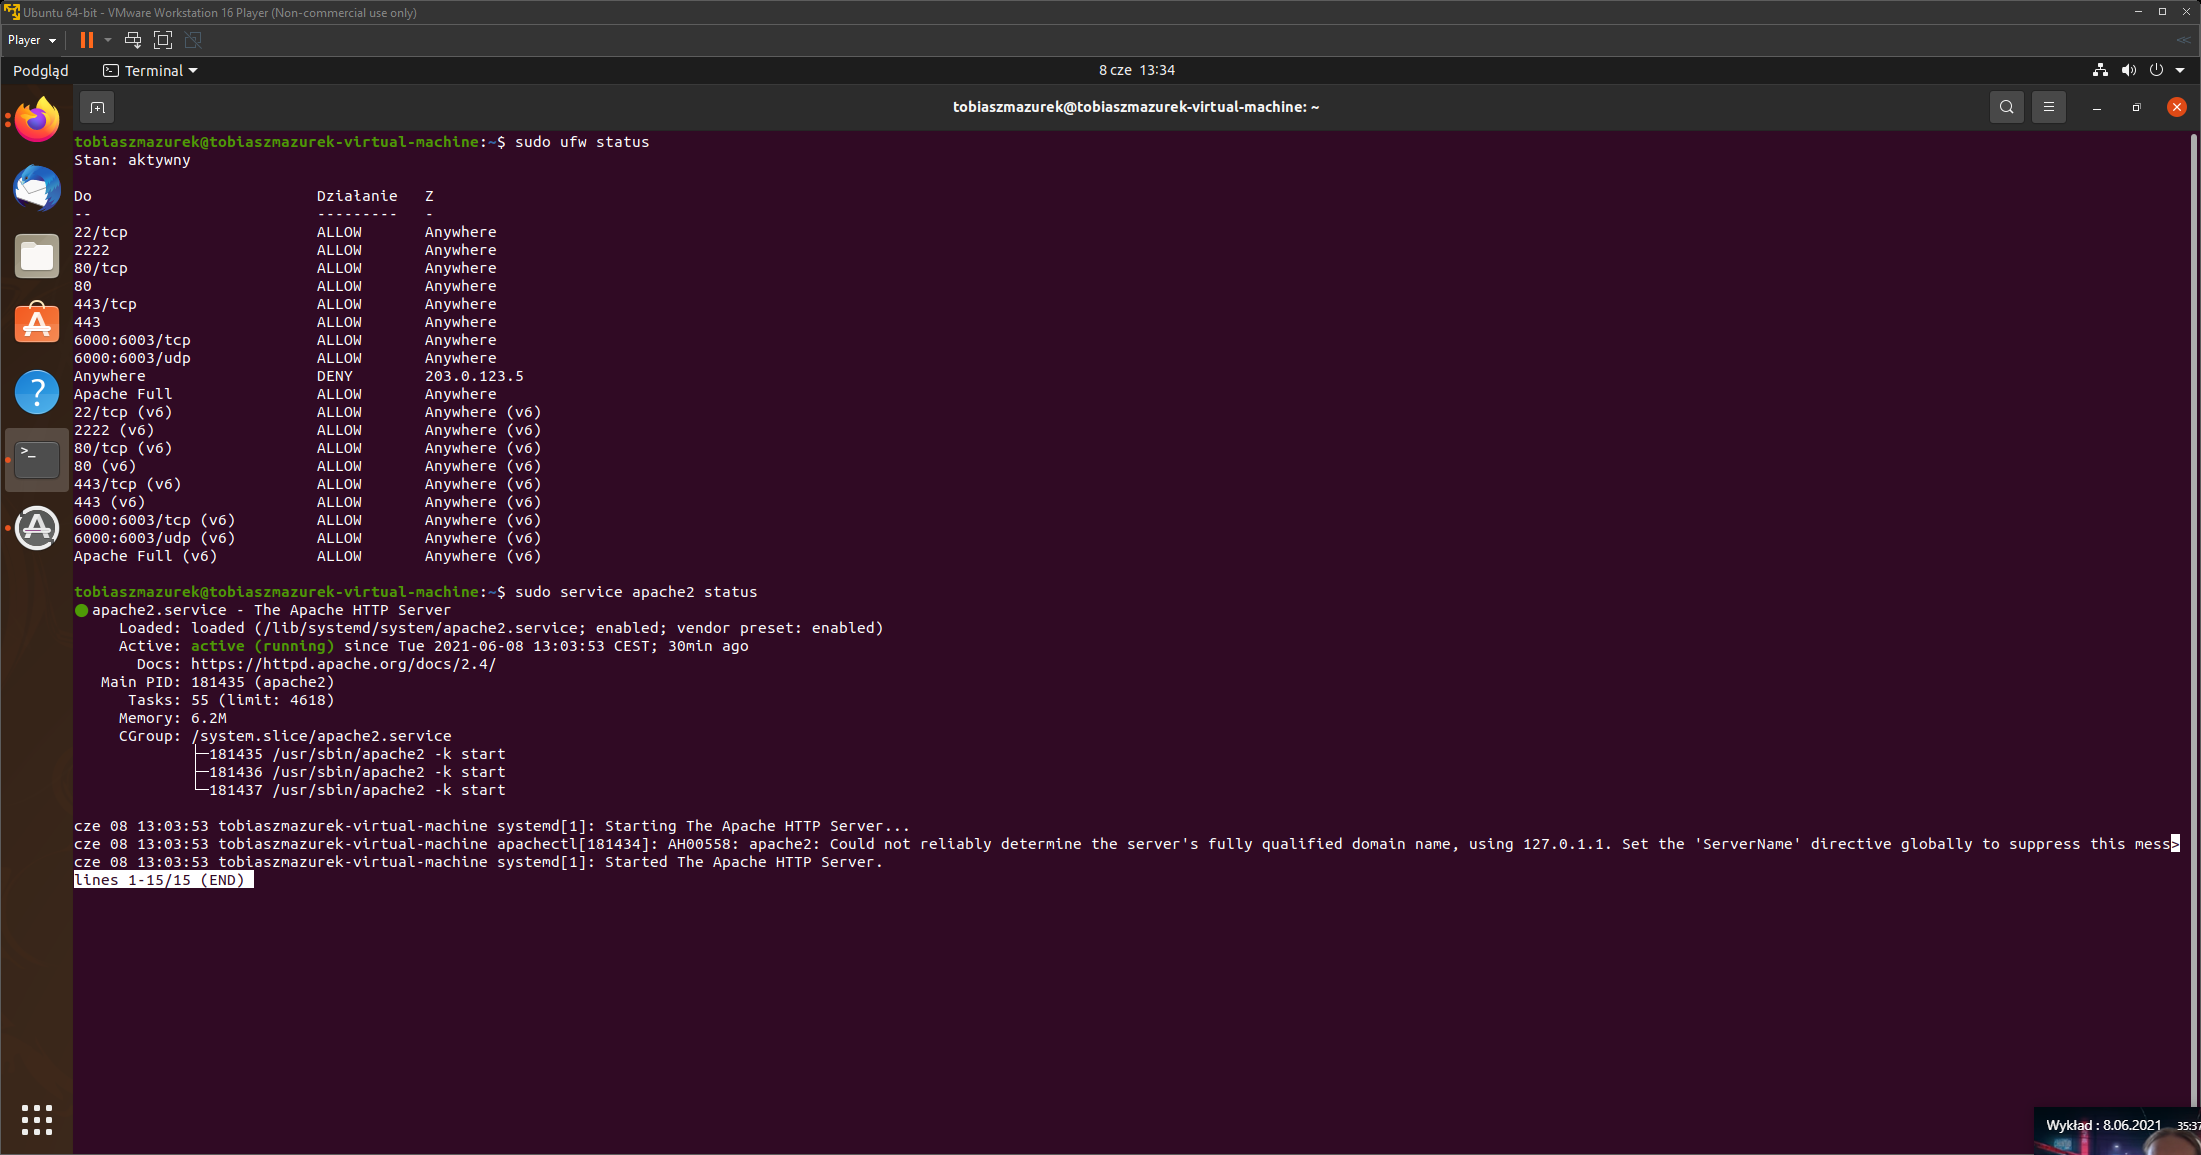 Ubuntu 64-bit - VMware Workstation 16 Player (Non-commercial use only)
Player
Podgląd Terminal 8 cze 13:34
tobiaszmazurek@tobiaszmazurek-virtual-machine: ~
tobiaszmazurek@tobiaszmazurek-virtual-machine:~$ sudo ufw status
Stan: aktywny
Do Działanie Z
-- --------- -
22/tcp ALLOW Anywhere
2222 ALLOW Anywhere
80/tcp ALLOW Anywhere
80 ALLOW Anywhere
443/tcp ALLOW Anywhere
443 ALLOW Anywhere
6000:6003/tcp ALLOW Anywhere
6000:6003/udp ALLOW Anywhere
Anywhere DENY 203.0.123.5
Apache Full ALLOW Anywhere
22/tcp (v6) ALLOW Anywhere (v6)
2222 (v6) ALLOW Anywhere (v6)
80/tcp (v6) ALLOW Anywhere (v6)
80 (v6) ALLOW Anywhere (v6)
443/tcp (v6) ALLOW Anywhere (v6)
443 (v6) ALLOW Anywhere (v6)
6000:6003/tcp (v6) ALLOW Anywhere (v6)
6000:6003/udp (v6) ALLOW Anywhere (v6)
Apache Full (v6) ALLOW Anywhere (v6)
tobiaszmazurek@tobiaszmazurek-virtual-machine:~$ sudo service apache2 status
● apache2.service - The Apache HTTP Server
Loaded: loaded (/lib/systemd/system/apache2.service; enabled; vendor preset: enabled)
Active: active (running) since Tue 2021-06-08 13:03:53 CEST; 30min ago
Docs: https://httpd.apache.org/docs/2.4/
Main PID: 181435 (apache2)
Tasks: 55 (limit: 4618)
Memory: 6.2M
CGroup: /system.slice/apache2.service
├─181435 /usr/sbin/apache2 -k start
├─181436 /usr/sbin/apache2 -k start
└─181437 /usr/sbin/apache2 -k start
cze 08 13:03:53 tobiaszmazurek-virtual-machine systemd[1]: Starting The Apache HTTP Server...
cze 08 13:03:53 tobiaszmazurek-virtual-machine apachectl[181434]: AH00558: apache2: Could not reliably determine the server's fully qualified domain name, using 127.0.1.1. Set the 'ServerName' directive globally to suppress this mess>
cze 08 13:03:53 tobiaszmazurek-virtual-machine systemd[1]: Started The Apache HTTP Server.
lines 1-15/15 (END)
Wykład : 8.06.2021 35:37